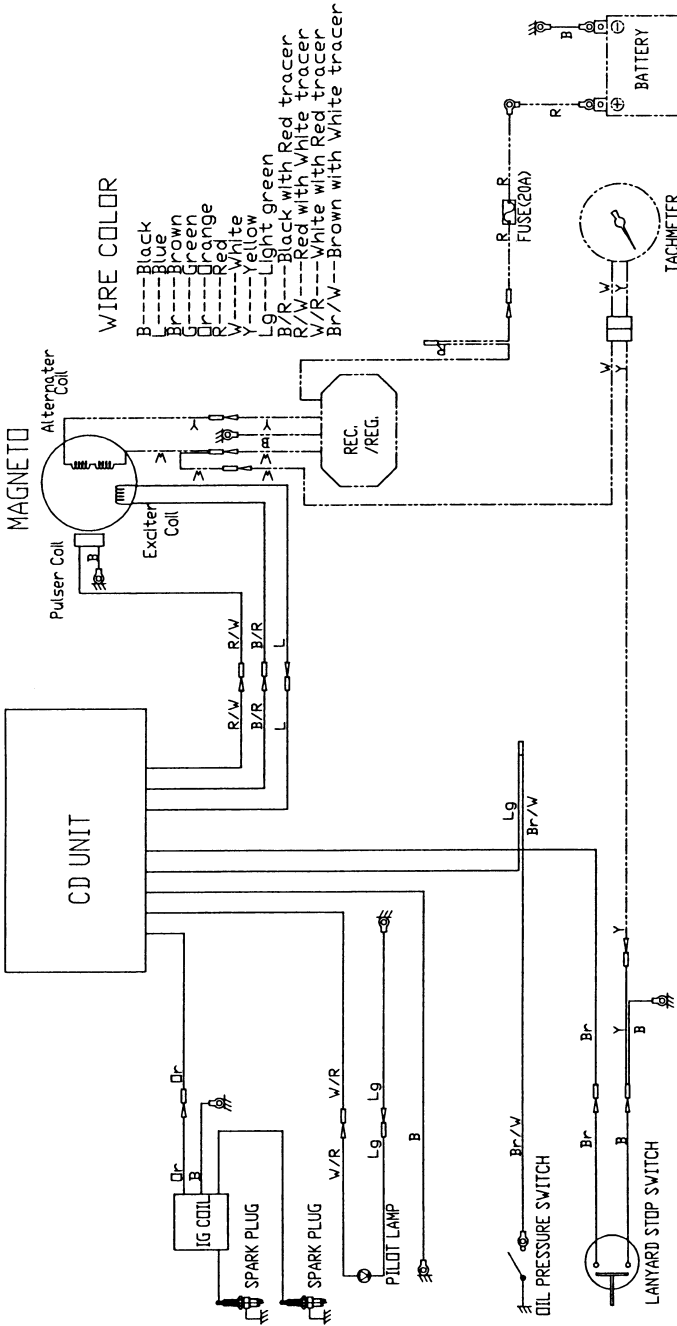 MAGNETO
Alternater
Coil
Pulser Coil
Exciter
Coil
B
WIRE COLOR
B-----Black
L-----Blue
Br----Brown
G-----Green
Or----Orange
R-----Red
W-----White
Y-----Yellow
Lg----Light green
B/R---Black with Red tracer
R/W---Red with White tracer
W/R---White with Red tracer
Br/W--Brown with White tracer
CD UNIT
R/W
R/W
B/R
B/R
L
L
W
Y
Y
B
W
W
W
REC.
/REG.
R
R
R
FUSE(20A)
R
B
BATTERY
W
Y
W
Y
TACHMETER
Or
Or
B
IG COIL
SPARK PLUG
SPARK PLUG
W/R
W/R
Lg
Lg
PILOT LAMP
B
Lg
Br/W
Br/W
OIL PRESSURE SWITCH
Br
Br
Y
Y
B
B
LANYARD STOP SWITCH